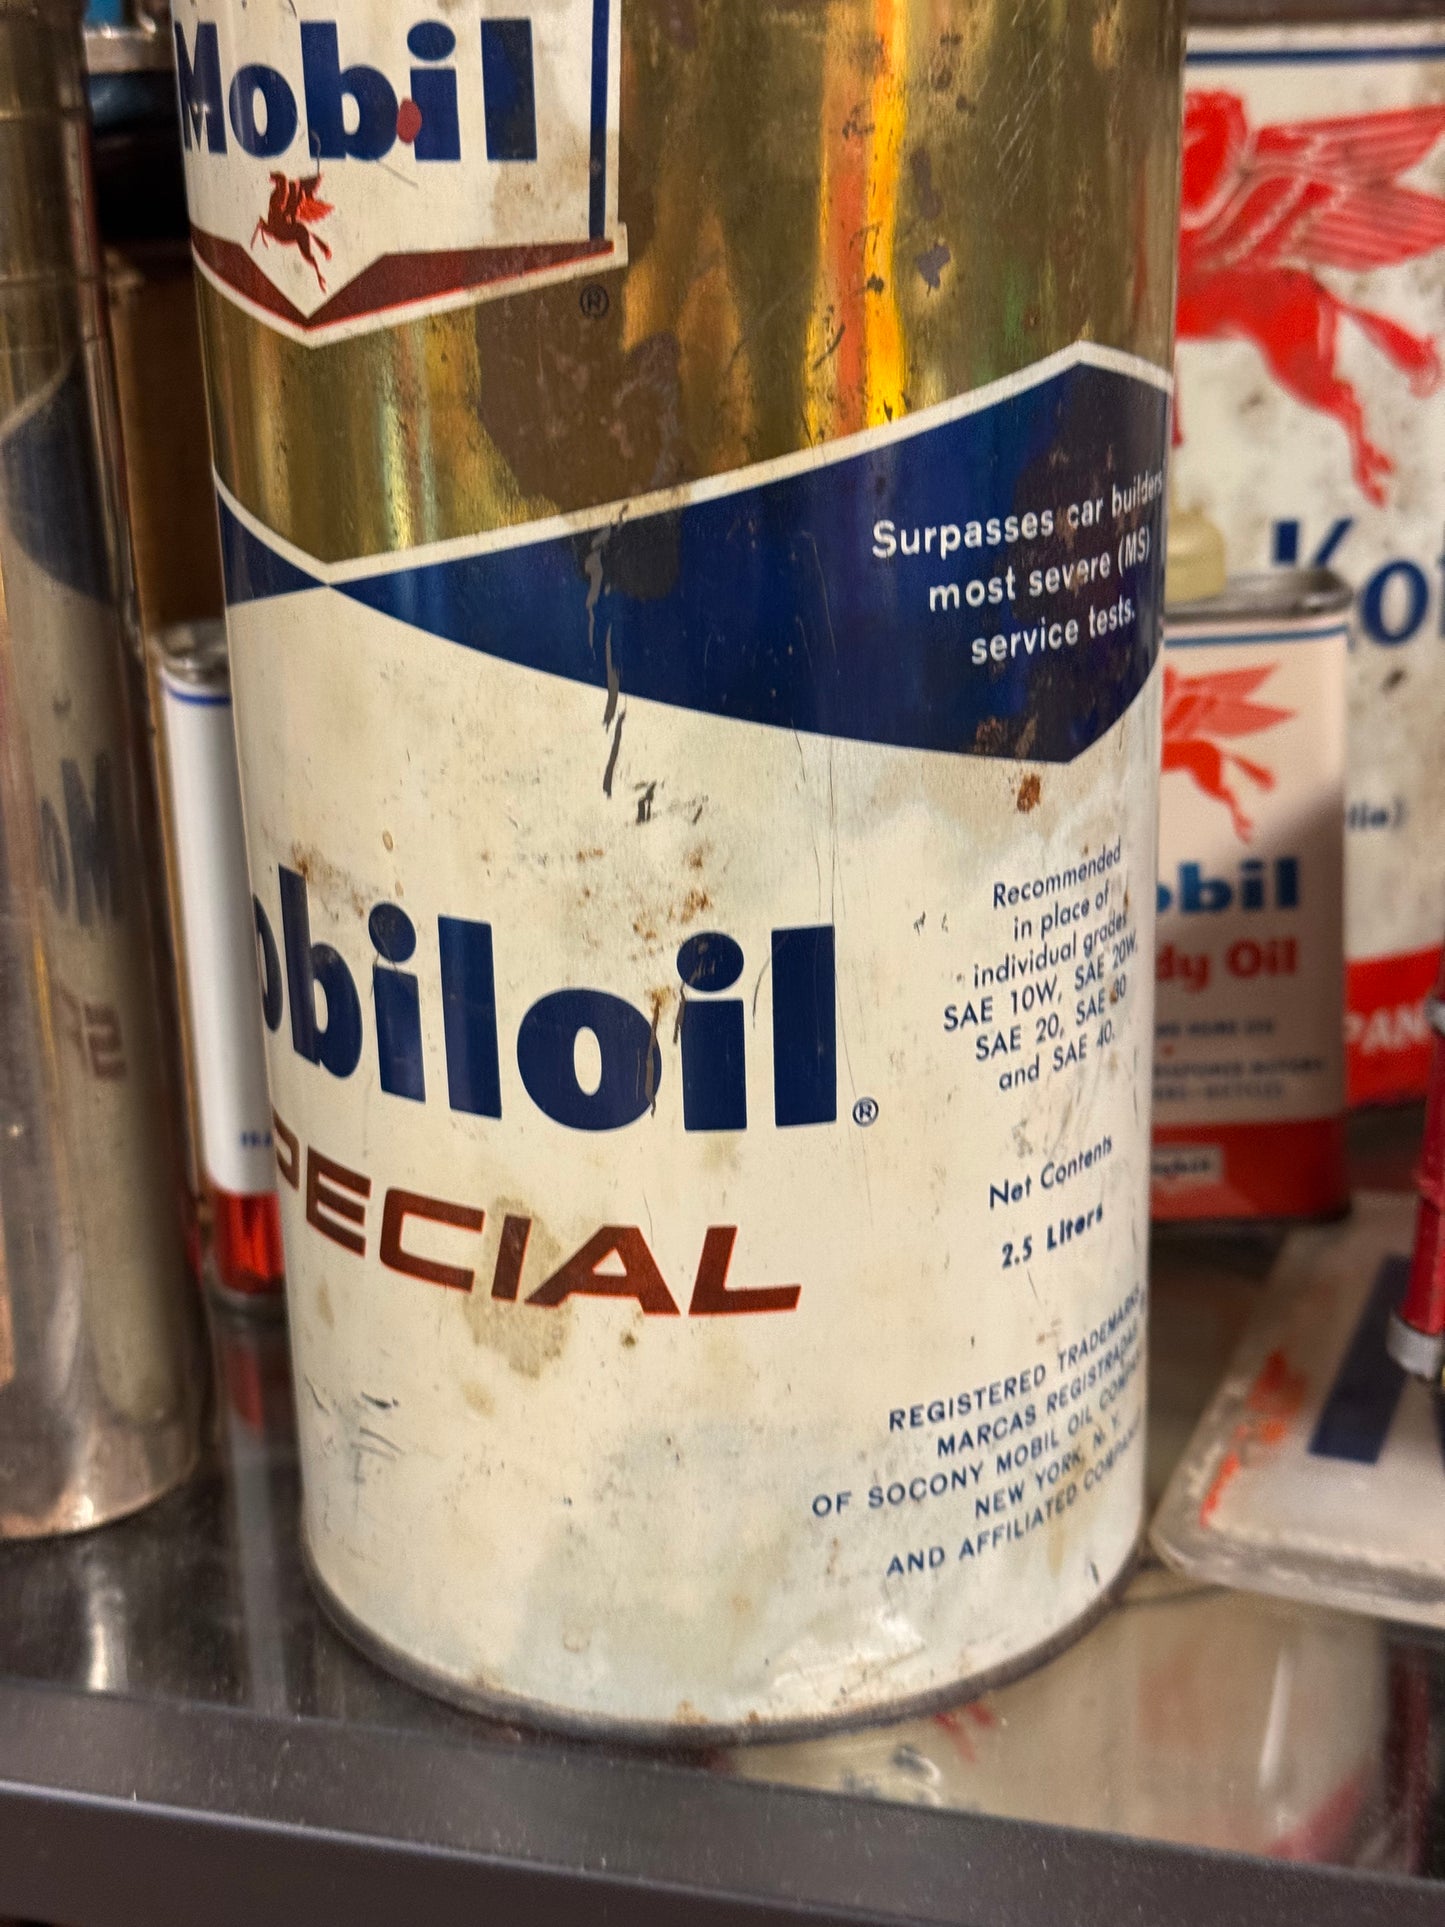 Mobil
®
Surpasses car builders
most severe (MS)
service tests.
obiloil®
PECIAL
Recommended
in place of
individual grades
SAE 10W, SAE 20W,
SAE 20, SAE 30
and SAE 40.
Net Contents
2.5 Liters
REGISTERED TRADEMARKS
MARCAS REGISTRADAS
OF SOCONY MOBIL OIL COMPANY
NEW YORK, N. Y.
AND AFFILIATED COMPANIES
obil
dy Oil